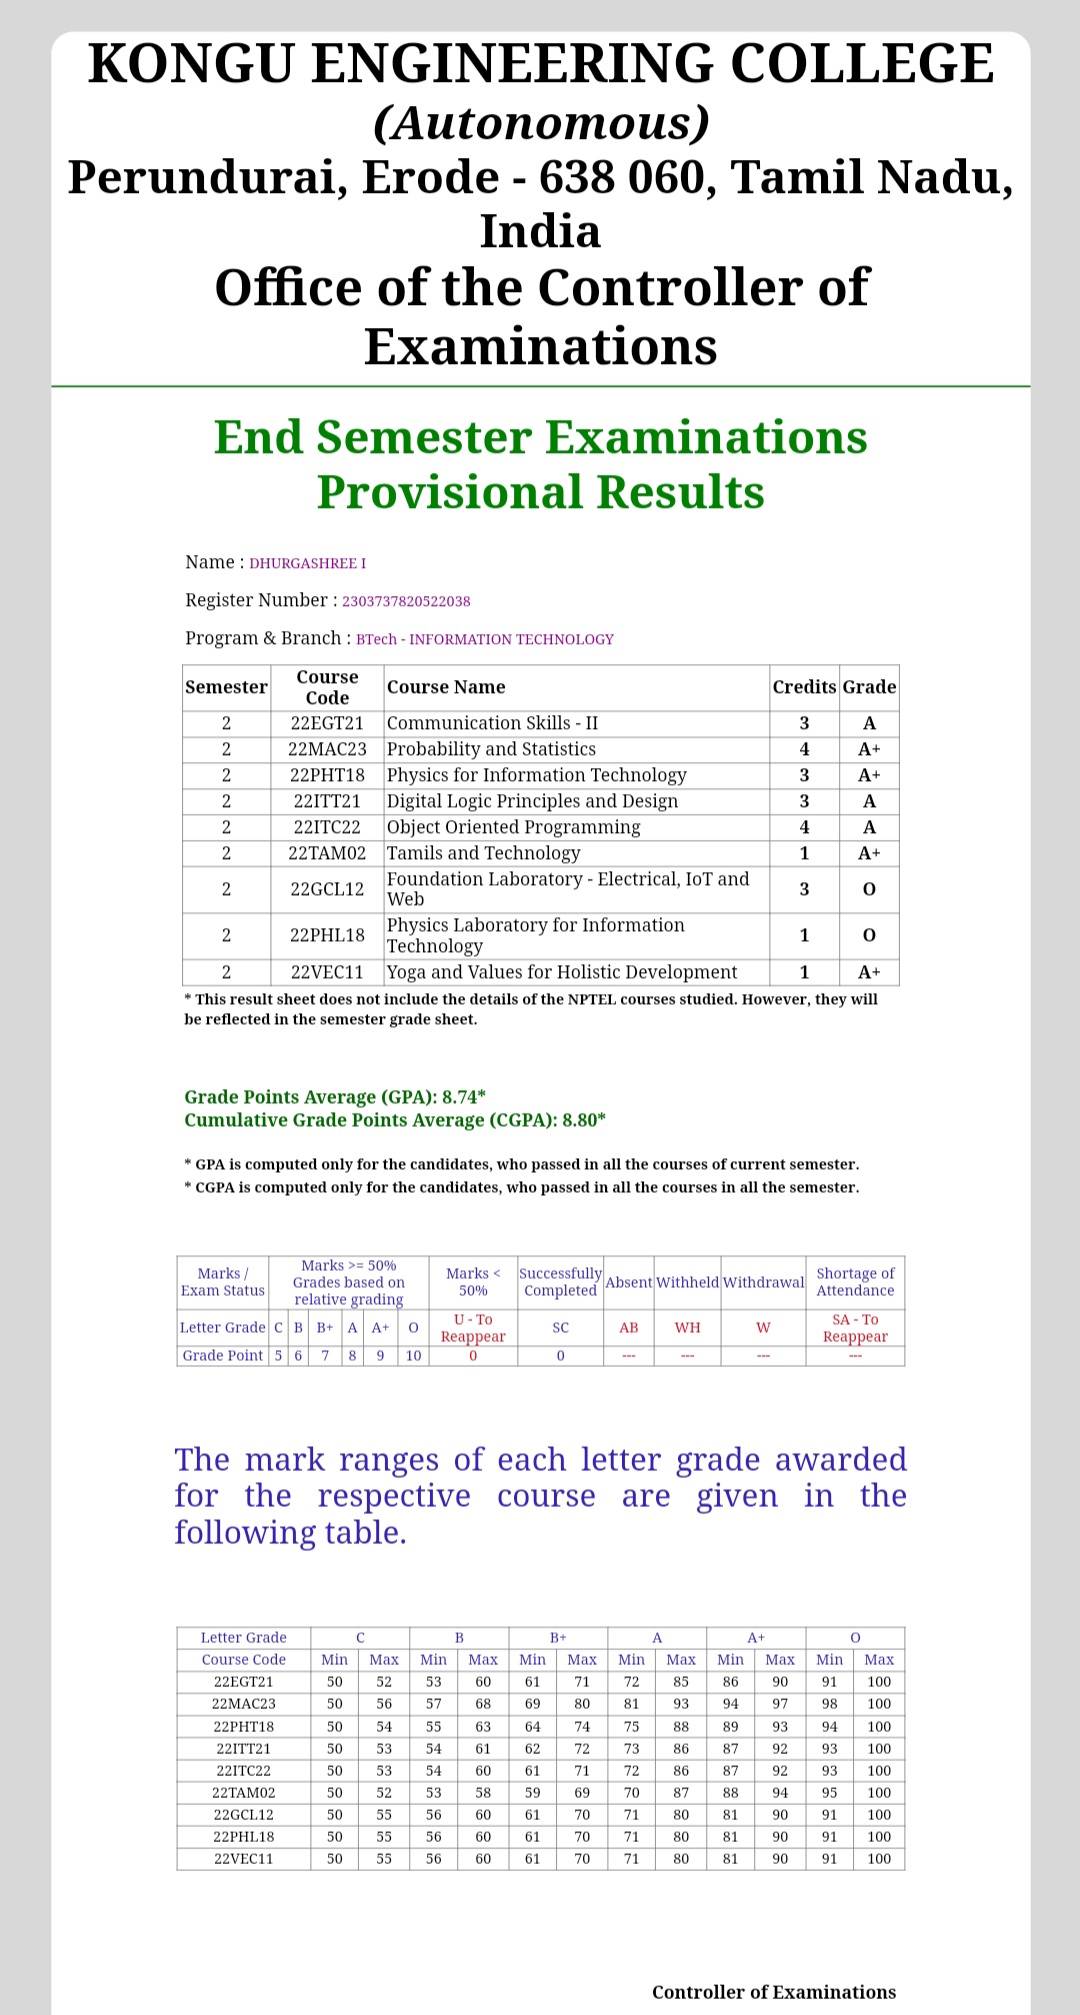 KONGU ENGINEERING COLLEGE
(Autonomous)
Perundurai, Erode - 638 060, Tamil Nadu,
India
Office of the Controller of
Examinations
End Semester Examinations
Provisional Results
Name : DHURGASHREE I
Register Number : 2303737820522038
Program & Branch : BTech - INFORMATION TECHNOLOGY
Semester Course Code Course Name Credits Grade
2 22EGT21 Communication Skills - II 3 A
2 22MAC23 Probability and Statistics 4 A+
2 22PHT18 Physics for Information Technology 3 A+
2 22ITT21 Digital Logic Principles and Design 3 A
2 22ITC22 Object Oriented Programming 4 A
2 22TAM02 Tamils and Technology 1 A+
2 22GCL12 Foundation Laboratory - Electrical, IoT and Web 3 O
2 22PHL18 Physics Laboratory for Information Technology 1 O
2 22VEC11 Yoga and Values for Holistic Development 1 A+
* This result sheet does not include the details of the NPTEL courses studied. However, they will
be reflected in the semester grade sheet.
Grade Points Average (GPA): 8.74*
Cumulative Grade Points Average (CGPA): 8.80*
* GPA is computed only for the candidates, who passed in all the courses of current semester.
* CGPA is computed only for the candidates, who passed in all the courses in all the semester.
Marks / Exam Status Marks >= 50% Grades based on relative grading Marks < 50% Successfully Completed Absent Withheld Withdrawal Shortage of Attendance
Letter Grade C B B+ A A+ O U - To Reappear SC AB WH W SA - To Reappear
Grade Point 5 6 7 8 9 10 0 0 --- --- --- ---
The mark ranges of each letter grade awarded
for the respective course are given in the
following table.
Letter Grade C B B+ A A+ O
Course Code Min Max Min Max Min Max Min Max Min Max Min Max
22EGT21 50 52 53 60 61 71 72 85 86 90 91 100
22MAC23 50 56 57 68 69 80 81 93 94 97 98 100
22PHT18 50 54 55 63 64 74 75 88 89 93 94 100
22ITT21 50 53 54 61 62 72 73 86 87 92 93 100
22ITC22 50 53 54 60 61 71 72 86 87 92 93 100
22TAM02 50 52 53 58 59 69 70 87 88 94 95 100
22GCL12 50 55 56 60 61 70 71 80 81 90 91 100
22PHL18 50 55 56 60 61 70 71 80 81 90 91 100
22VEC11 50 55 56 60 61 70 71 80 81 90 91 100
Controller of Examinations